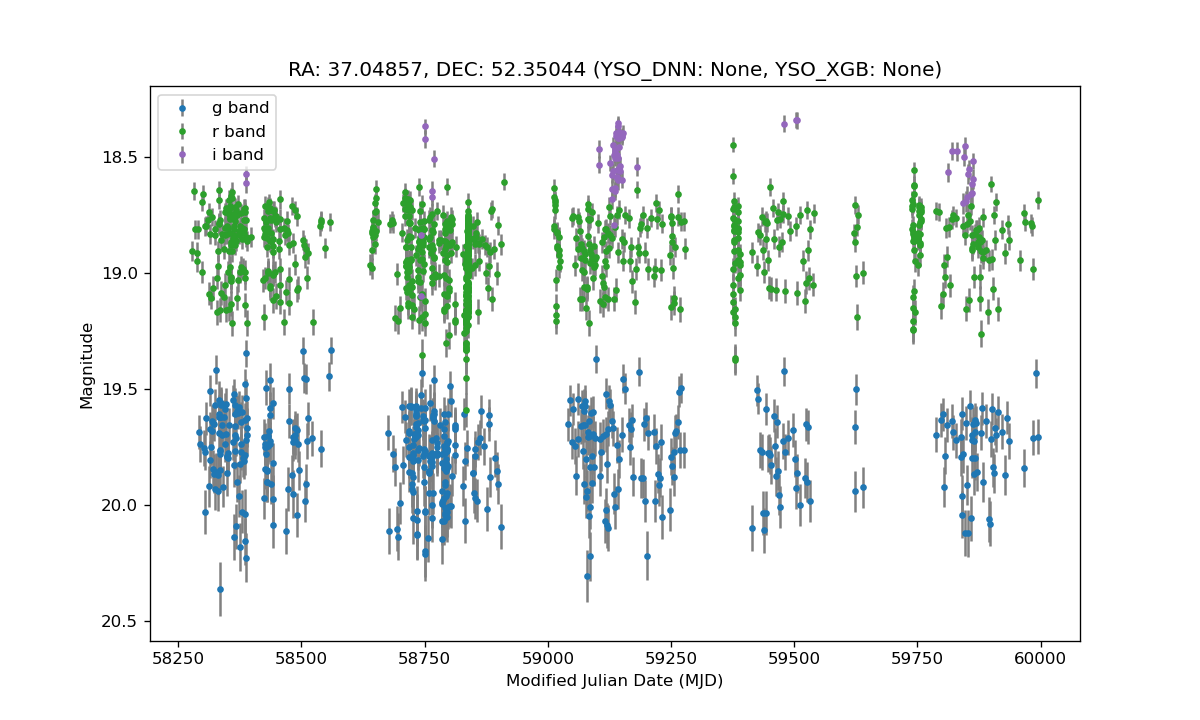 RA: 37.04857, DEC: 52.35044 (YSO_DNN: None, YSO_XGB: None)
g band
r band
i band
18.5
19.0
19.5
20.0
20.5
Magnitude
58250 58500 58750 59000 59250 59500 59750 60000
Modified Julian Date (MJD)